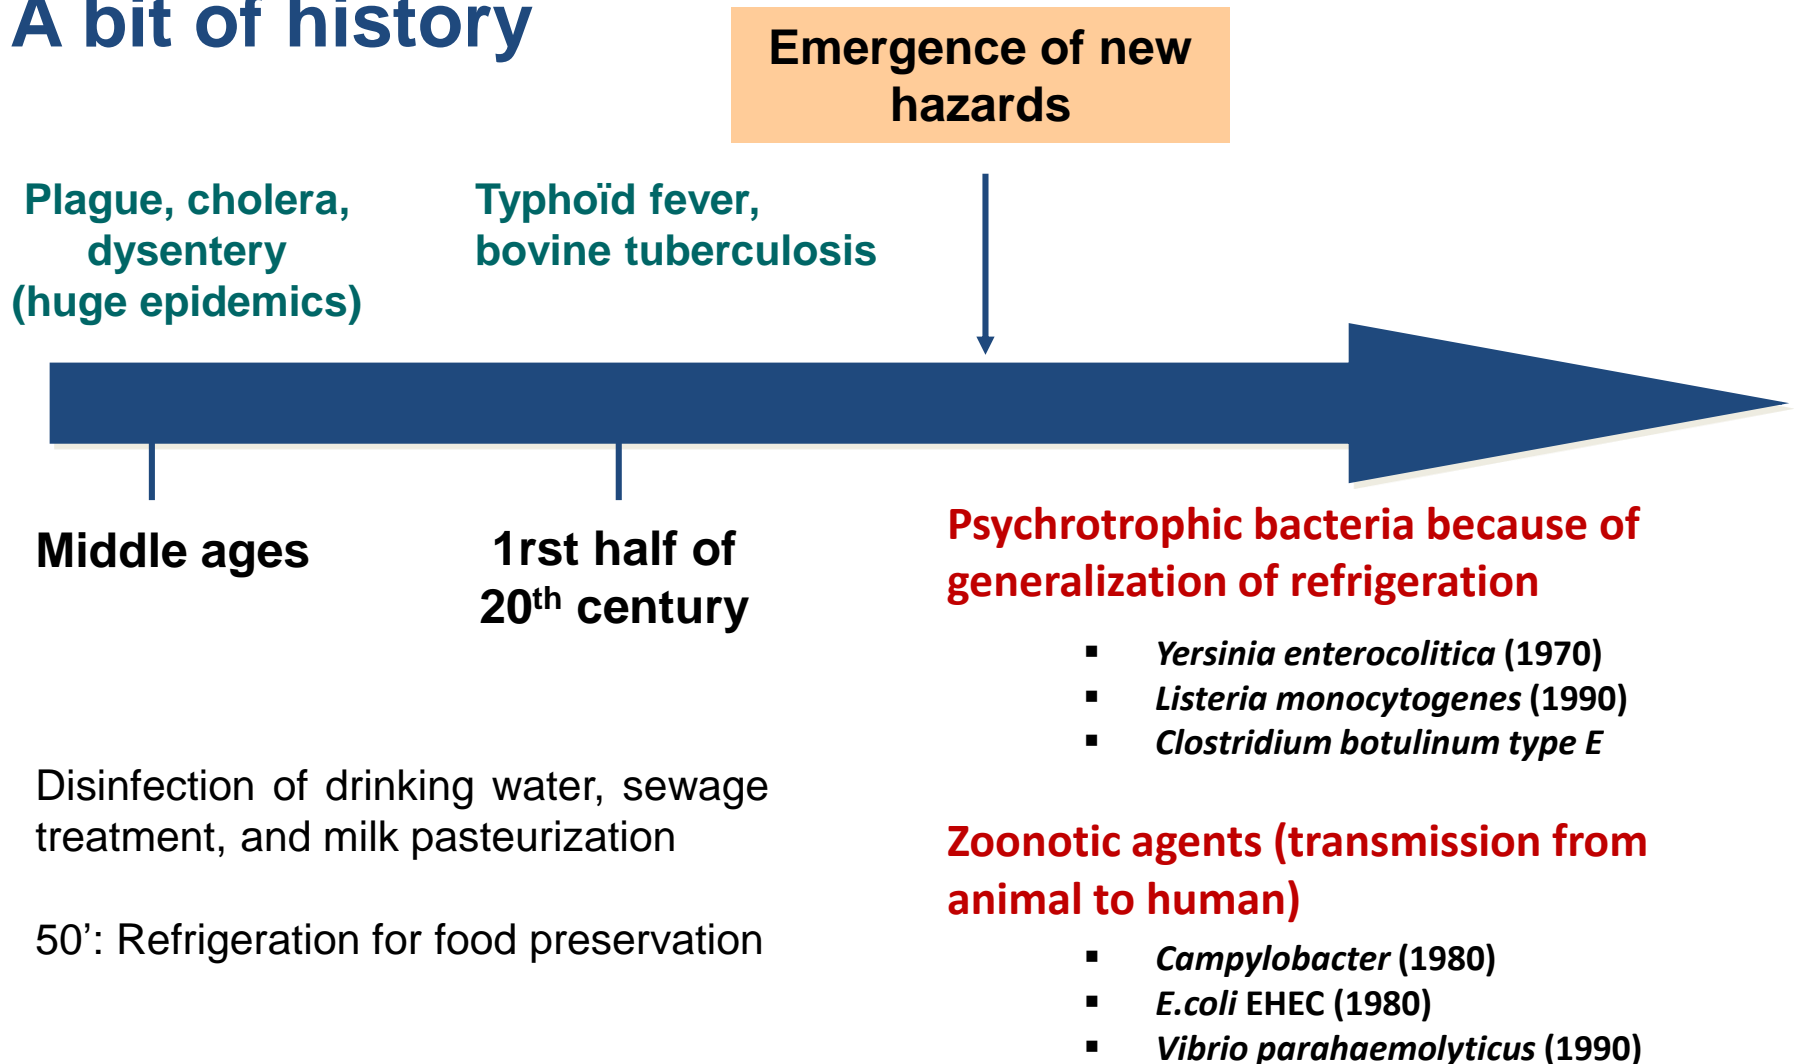 A bit of history
Emergence of new
hazards
Plague, cholera,
dysentery
(huge epidemics)
Typhoïd fever,
bovine tuberculosis
Middle ages
1rst half of
20th century
Disinfection of drinking water, sewage
treatment, and milk pasteurization
50’: Refrigeration for food preservation
Psychrotrophic bacteria because of
generalization of refrigeration
▪ Yersinia enterocolitica (1970)
▪ Listeria monocytogenes (1990)
▪ Clostridium botulinum type E
Zoonotic agents (transmission from
animal to human)
▪ Campylobacter (1980)
▪ E.coli EHEC (1980)
▪ Vibrio parahaemolyticus (1990)